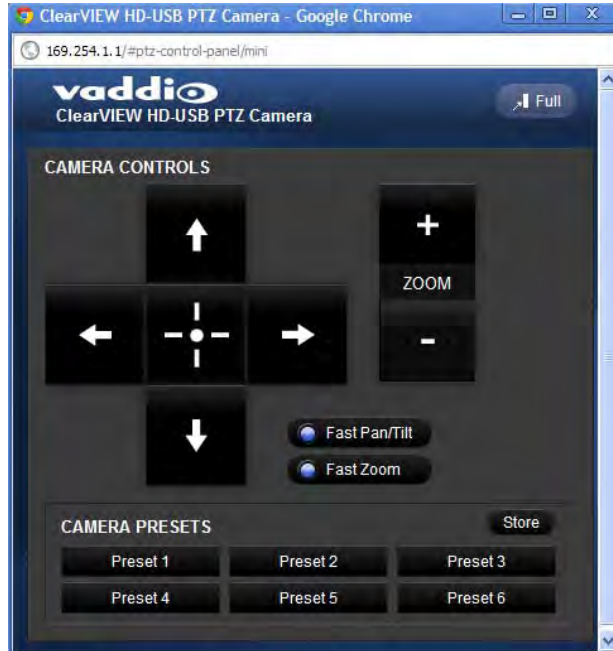 ClearVIEW HD-USB PTZ Camera - Google Chrome
169.254.1.1/#ptz-control-panel/mini
vaddio
Full
ClearVIEW HD-USB PTZ Camera
CAMERA CONTROLS
+
ZOOM
-
Fast Pan/Tilt
Fast Zoom
CAMERA PRESETS
Store
Preset 1 Preset 2 Preset 3
Preset 4 Preset 5 Preset 6